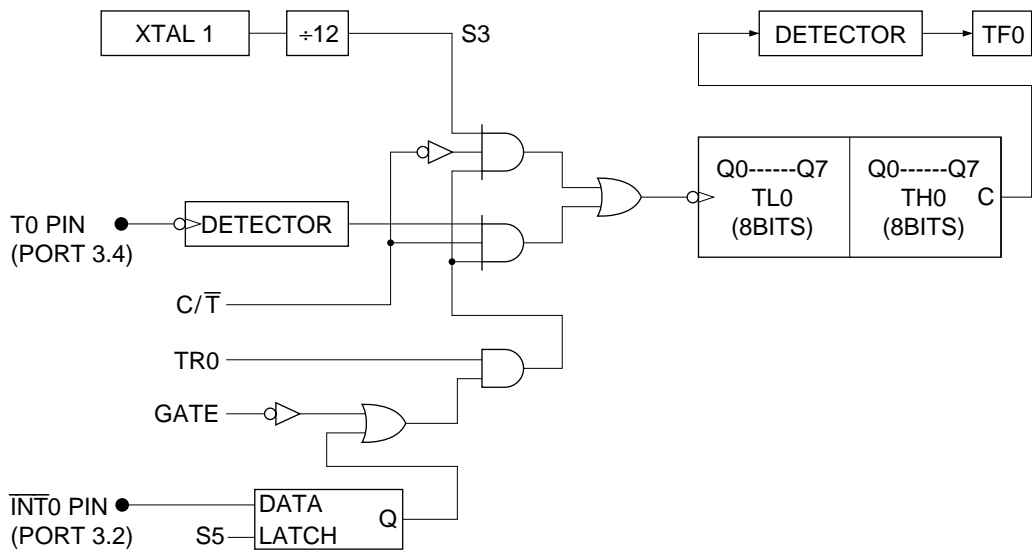 XTAL 1
÷12
S3
DETECTOR
TF0
Q0------Q7
TL0
(8BITS)
Q0------Q7
TH0
(8BITS)
C
T0 PIN
(PORT 3.4)
DETECTOR
C/T̅
TR0
GATE
I̅N̅T̅0 PIN
(PORT 3.2)
DATA
LATCH
Q
S5